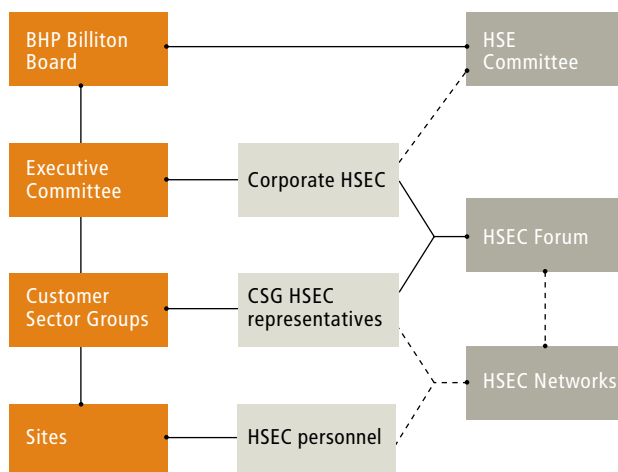 BHP Billiton
Board
HSE
Committee
Executive
Committee
Corporate HSEC
HSEC Forum
Customer
Sector Groups
CSG HSEC
representatives
HSEC Networks
Sites
HSEC personnel